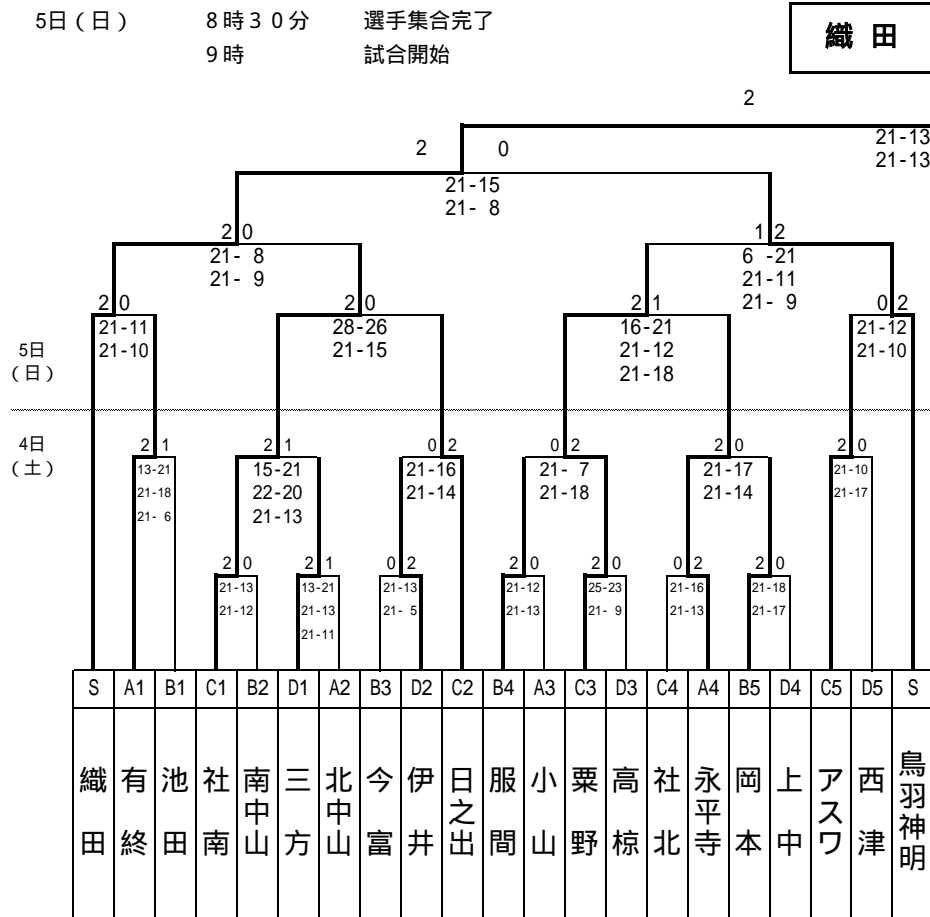 5日(日) 8時30分 選手集合完了
9時 試合開始
織 田
2
21-13
21-13
2 0
21-15
21- 8
2 0
21- 8
21- 9
1 2
6 -21
21-11
21- 9
2 0
21-11
21-10
2 0
28-26
21-15
2 1
16-21
21-12
21-18
0 2
21-12
21-10
5日
(日)
4日
(土)
2 1
13-21
21-18
21- 6
2 1
15-21
22-20
21-13
0 2
21-16
21-14
0 2
21- 7
21-18
2 0
21-17
21-14
2 0
21-10
21-17
2 0
21-13
21-12
2 1
13-21
21-13
21-11
0 2
21-13
21- 5
2 0
21-12
21-13
2 0
25-23
21- 9
0 2
21-16
21-13
2 0
21-18
21-17
S A1 B1 C1 B2 D1 A2 B3 D2 C2 B4 A3 C3 D3 C4 A4 B5 D4 C5 D5 S
織田
有終
池田
社南
南中山
三方
北中山
今富
伊井
日之出
服間
小山
粟野
高椋
社北
永平寺
岡本
上中
アスワ
西津
鳥羽神明